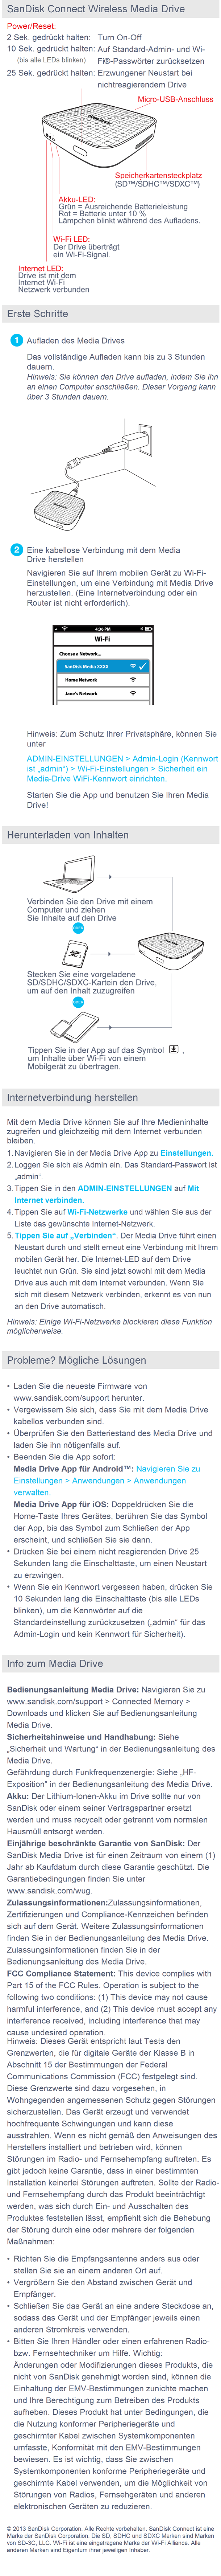 SanDisk Connect Wireless Media Drive
Power/Reset:
2 Sek. gedrückt halten: Turn On-Off
10 Sek. gedrückt halten: Auf Standard-Admin- und Wi-
(bis alle LEDs blinken) Fi®-Passwörter zurücksetzen
25 Sek. gedrückt halten: Erzwungener Neustart bei
nichtreagierendem Drive
Micro-USB-Anschluss
Speicherkartensteckplatz
(SD™/SDHC™/SDXC™)
Akku-LED:
Grün = Ausreichende Batterieleistung
Rot = Batterie unter 10 %
Lämpchen blinkt während des Aufladens.
Wi-Fi LED:
Der Drive überträgt
ein Wi-Fi-Signal.
Internet LED:
Drive ist mit dem
Internet Wi-Fi
Netzwerk verbunden
Erste Schritte
1 Aufladen des Media Drives
Das vollständige Aufladen kann bis zu 3 Stunden
dauern.
Hinweis: Sie können den Drive aufladen, indem Sie ihn
an einen Computer anschließen. Dieser Vorgang kann
über 3 Stunden dauern.
2 Eine kabellose Verbindung mit dem Media
Drive herstellen
Navigieren Sie auf Ihrem mobilen Gerät zu Wi-Fi-
Einstellungen, um eine Verbindung mit Media Drive
herzustellen. (Eine Internetverbindung oder ein
Router ist nicht erforderlich).
4:36 PM
Wi-Fi
Choose a Network...
SanDisk Media XXXX
Home Network
Jane's Network
Hinweis: Zum Schutz Ihrer Privatsphäre, können Sie
unter
ADMIN-EINSTELLUNGEN > Admin-Login (Kennwort
ist „admin“) > Wi-Fi-Einstellungen > Sicherheit ein
Media-Drive WiFi-Kennwort einrichten.
Starten Sie die App und benutzen Sie Ihren Media
Drive!
Herunterladen von Inhalten
Verbinden Sie den Drive mit einem
Computer und ziehen
Sie Inhalte auf den Drive
ODER
Stecken Sie eine vorgeladene
SD/SDHC/SDXC-Karte in den Drive,
um auf den Inhalt zuzugreifen
ODER
Tippen Sie in der App auf das Symbol ,
um Inhalte über Wi-Fi von einem
Mobilgerät zu übertragen.
Internetverbindung herstellen
Mit dem Media Drive können Sie auf Ihre Medieninhalte
zugreifen und gleichzeitig mit dem Internet verbunden
bleiben.
1. Navigieren Sie in der Media Drive App zu Einstellungen.
2. Loggen Sie sich als Admin ein. Das Standard-Passwort ist
„admin“.
3. Tippen Sie in den ADMIN-EINSTELLUNGEN auf Mit
Internet verbinden.
4. Tippen Sie auf Wi-Fi-Netzwerke und wählen Sie aus der
Liste das gewünschte Internet-Netzwerk.
5. Tippen Sie auf „Verbinden“. Der Media Drive führt einen
Neustart durch und stellt erneut eine Verbindung mit Ihrem
mobilen Gerät her. Die Internet-LED auf dem Drive
leuchtet nun Grün. Sie sind jetzt sowohl mit dem Media
Drive als auch mit dem Internet verbunden. Wenn Sie
sich mit diesem Netzwerk verbinden, erkennt es von nun
an den Drive automatisch.
Hinweis: Einige Wi-Fi-Netzwerke blockieren diese Funktion
möglicherweise.
Probleme? Mögliche Lösungen
• Laden Sie die neueste Firmware von
www.sandisk.com/support herunter.
• Vergewissern Sie sich, dass Sie mit dem Media Drive
kabellos verbunden sind.
• Überprüfen Sie den Batteriestand des Media Drive und
laden Sie ihn nötigenfalls auf.
• Beenden Sie die App sofort:
Media Drive App für Android™: Navigieren Sie zu
Einstellungen > Anwendungen > Anwendungen
verwalten.
Media Drive App für iOS: Doppeldrücken Sie die
Home-Taste Ihres Gerätes, berühren Sie das Symbol
der App, bis das Symbol zum Schließen der App
erscheint, und schließen Sie sie dann.
• Drücken Sie bei einem nicht reagierenden Drive 25
Sekunden lang die Einschalttaste, um einen Neustart
zu erzwingen.
• Wenn Sie ein Kennwort vergessen haben, drücken Sie
10 Sekunden lang die Einschalttaste (bis alle LEDs
blinken), um die Kennwörter auf die
Standardeinstellung zurückzusetzen („admin“ für das
Admin-Login und kein Kennwort für Sicherheit).
Info zum Media Drive
Bedienungsanleitung Media Drive: Navigieren Sie zu
www.sandisk.com/support > Connected Memory >
Downloads und klicken Sie auf Bedienungsanleitung
Media Drive.
Sicherheitshinweise und Handhabung: Siehe
„Sicherheit und Wartung“ in der Bedienungsanleitung des
Media Drive.
Gefährdung durch Funkfrequenzenergie: Siehe „HF-
Exposition“ in der Bedienungsanleitung des Media Drive.
Akku: Der Lithium-Ionen-Akku im Drive sollte nur von
SanDisk oder einem seiner Vertragspartner ersetzt
werden und muss recycelt oder getrennt vom normalen
Hausmüll entsorgt werden.
Einjährige beschränkte Garantie von SanDisk: Der
SanDisk Media Drive ist für einen Zeitraum von einem (1)
Jahr ab Kaufdatum durch diese Garantie geschützt. Die
Garantiebedingungen finden Sie unter
www.sandisk.com/wug.
Zulassungsinformationen:Zulassungsinformationen,
Zertifizierungen und Compliance-Kennzeichen befinden
sich auf dem Gerät. Weitere Zulassungsinformationen
finden Sie in der Bedienungsanleitung des Media Drive.
Zulassungsinformationen finden Sie in der
Bedienungsanleitung des Media Drive.
FCC Compliance Statement: This device complies with
Part 15 of the FCC Rules. Operation is subject to the
following two conditions: (1) This device may not cause
harmful interference, and (2) This device must accept any
interference received, including interference that may
cause undesired operation.
Hinweis: Dieses Gerät entspricht laut Tests den
Grenzwerten, die für digitale Geräte der Klasse B in
Abschnitt 15 der Bestimmungen der Federal
Communications Commission (FCC) festgelegt sind.
Diese Grenzwerte sind dazu vorgesehen, in
Wohngegenden angemessenen Schutz gegen Störungen
sicherzustellen. Das Gerät erzeugt und verwendet
hochfrequente Schwingungen und kann diese
ausstrahlen. Wenn es nicht gemäß den Anweisungen des
Herstellers installiert und betrieben wird, können
Störungen im Radio- und Fernsehempfang auftreten. Es
gibt jedoch keine Garantie, dass in einer bestimmten
Installation keinerlei Störungen auftreten. Sollte der Radio-
und Fernsehempfang durch das Produkt beeinträchtigt
werden, was sich durch Ein- und Ausschalten des
Produktes feststellen lässt, empfiehlt sich die Behebung
der Störung durch eine oder mehrere der folgenden
Maßnahmen:
• Richten Sie die Empfangsantenne anders aus oder
stellen Sie sie an einem anderen Ort auf.
• Vergrößern Sie den Abstand zwischen Gerät und
Empfänger.
• Schließen Sie das Gerät an eine andere Steckdose an,
sodass das Gerät und der Empfänger jeweils einen
anderen Stromkreis verwenden.
• Bitten Sie Ihren Händler oder einen erfahrenen Radio-
bzw. Fernsehtechniker um Hilfe. Wichtig:
Änderungen oder Modifizierungen dieses Produkts, die
nicht von SanDisk genehmigt worden sind, können die
Einhaltung der EMV-Bestimmungen zunichte machen
und Ihre Berechtigung zum Betreiben des Produkts
aufheben. Dieses Product hat unter Bedingungen, die
die Nutzung konformer Peripheriegeräte und
geschirmter Kabel zwischen Systemkomponenten
umfasste, Konformität mit den EMV-Bestimmungen
bewiesen. Es ist wichtig, dass Sie zwischen
Systemkomponenten konforme Peripheriegeräte und
geschirmte Kabel verwenden, um die Möglichkeit von
Störungen von Radios, Fernsehgeräten und anderen
elektronischen Geräten zu reduzieren.
© 2013 SanDisk Corporation. Alle Rechte vorbehalten. SanDisk Connect ist eine
Marke der SanDisk Corporation. Die SD, SDHC und SDXC Marken sind Marken
von SD-3C, LLC. Wi-Fi ist eine eingetragene Marke der Wi-Fi Alliance. Alle
anderen Marken sind Eigentum ihrer jeweiligen Inhaber.